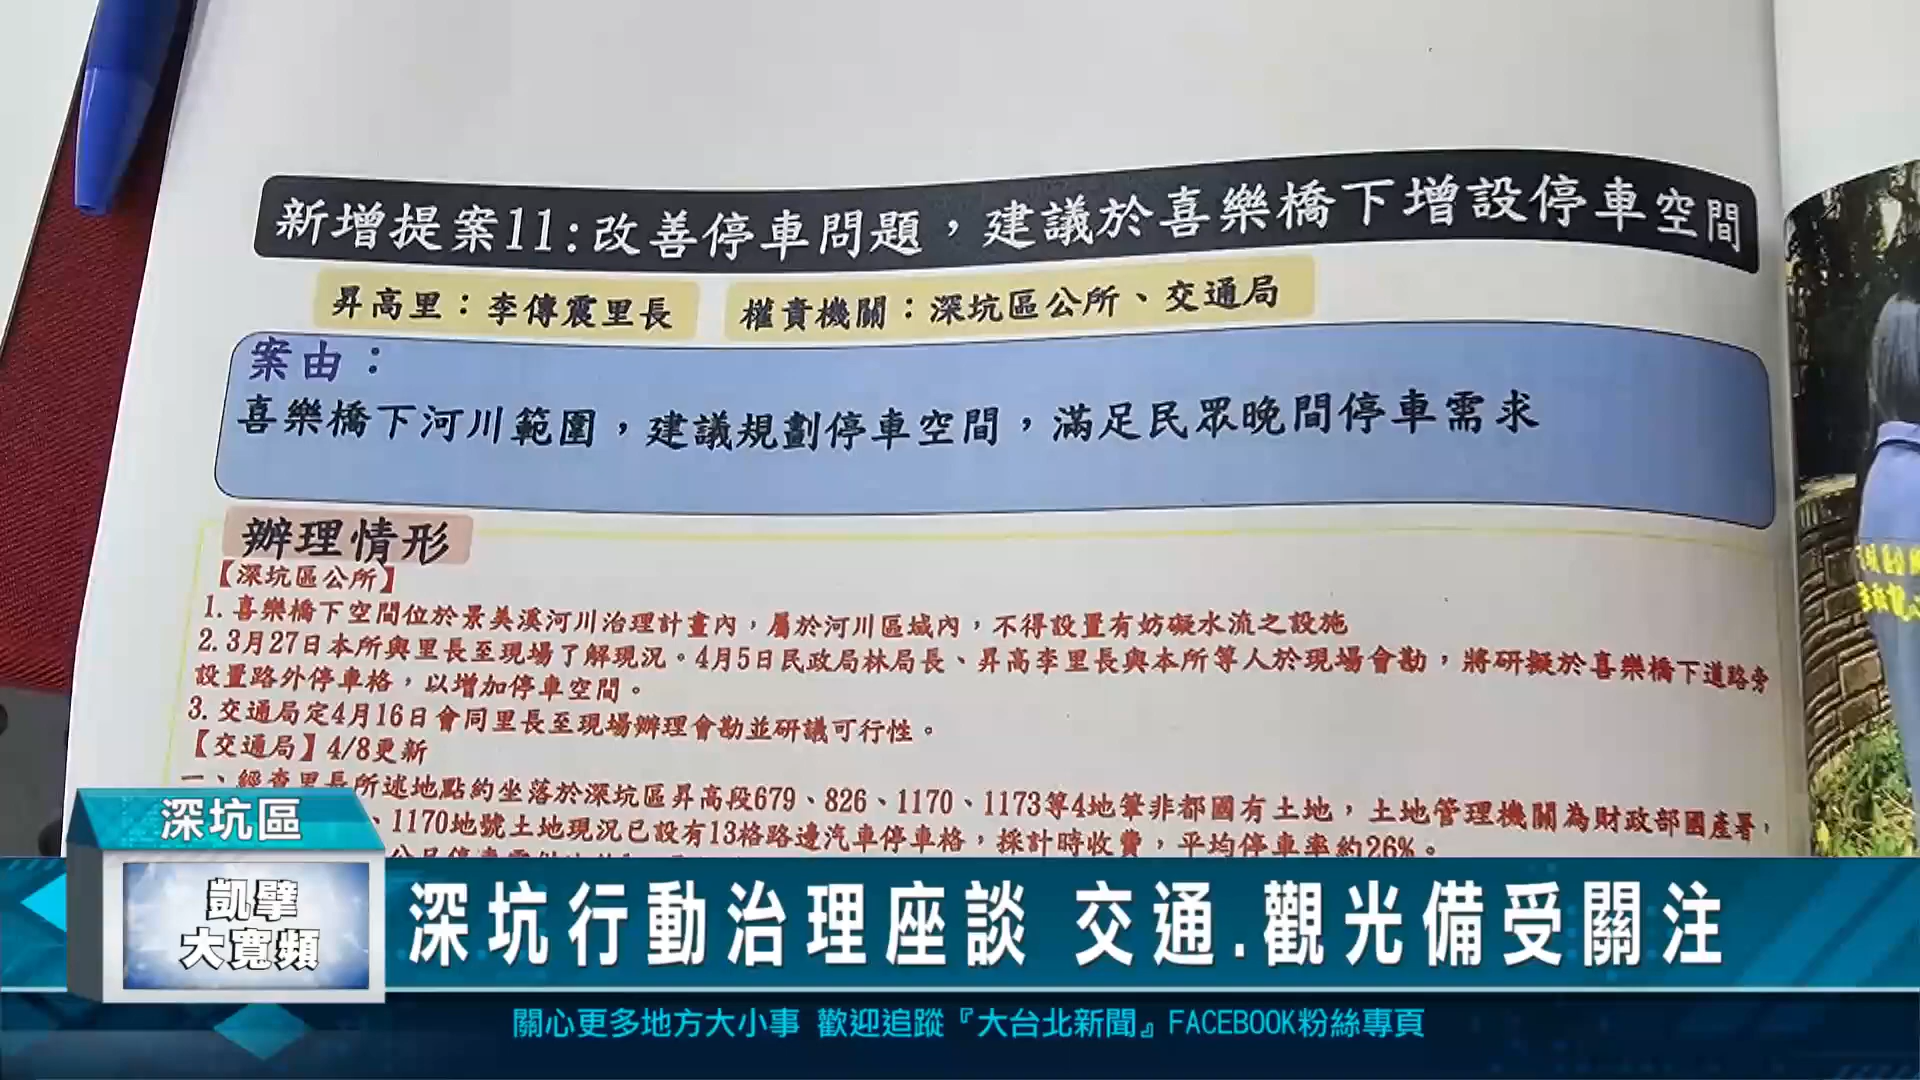 新增提案11:改善停車問題，建議於喜樂橋下增設停車空間
昇高里：李傳震里長
權責機關：深坑區公所、交通局
案由：
喜樂橋下河川範圍，建議規劃停車空間，滿足民眾晚間停車需求
辦理情形
【深坑區公所】
1.喜樂橋下空間位於景美溪河川治理計畫內，屬於河川區域內，不得設置有妨礙水流之設施
2.3月27日本所與里長至現場了解現況。4月5日民政局林局長、昇高李里長與本所等人於現場會勘，將研擬於喜樂橋下道路旁
設置路外停車格，以增加停車空間。
3.交通局定4月16日會同里長至現場辦理會勘並研議可行性。
【交通局】4/8更新
一、經查里長所述地點約坐落於深坑區昇高段679、826、1170、1173等4地筆非都國有土地，土地管理機關為財政部國產署，
、1170地號土地現況已設有13格路邊汽車停車格，採計時收費，平均停車率約26%。
深坑區
凱擘
大寬頻
深坑行動治理座談 交通.觀光備受關注
關心更多地方大小事 歡迎追蹤『大台北新聞』FACEBOOK粉絲專頁